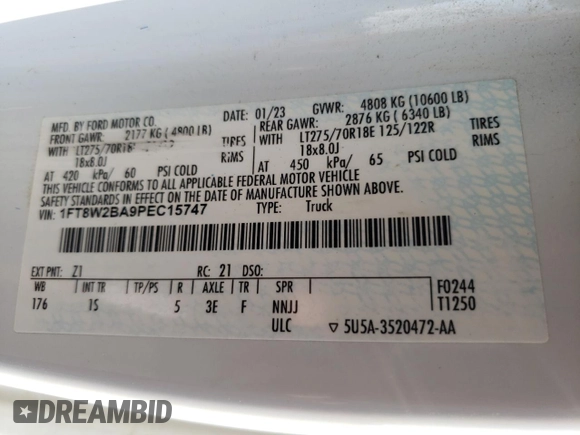 MFD. BY FORD MOTOR CO. 01/23 GVWR: 4808 KG (10600 LB)
FRONT GAWR: 2177 KG (4800 LB) REAR GAWR: 2876 KG (6340 LB)
WITH LT275/70R18E TIRES WITH LT275/70R18E 125/122R TIRES
18x8.0J RIMS 18x8.0J RIMS
AT 420 kPa/ 60 PSI COLD AT 450 kPa/ 65 PSI COLD
THIS VEHICLE CONFORMS TO ALL APPLICABLE FEDERAL MOTOR VEHICLE
SAFETY STANDARDS IN EFFECT ON THE DATE OF MANUFACTURE SHOWN ABOVE.
VIN: 1FT8W2BA9PEC15747 TYPE: Truck
EXT PNT: Z1 RC: 21 DSO:
WB INT TR TP/PS R AXLE TR SPR F0244
176 1S 5 3E F NNJJ T1250
ULC ▽ 5U5A-3520472-AA
DREAMBID